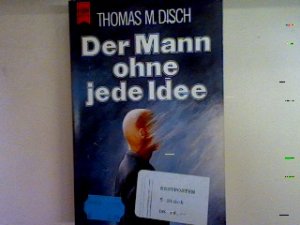 THOMAS M. DISCH
Der Mann
ohne
jede Idee